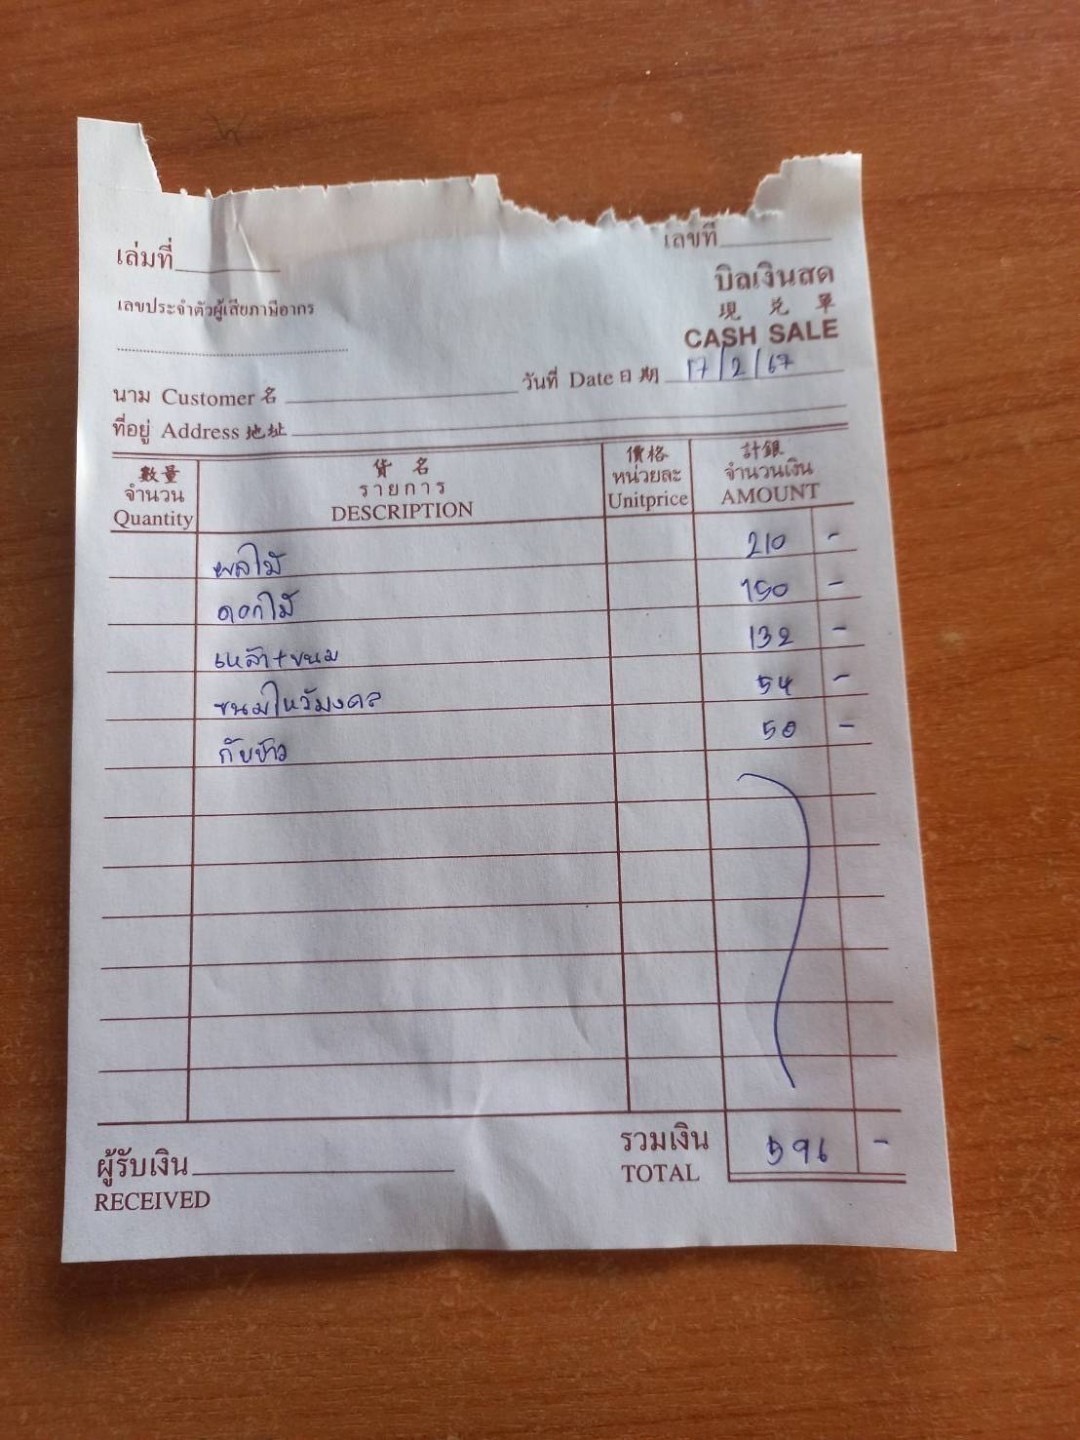 เล่มที่
เลขที่
เลขประจำตัวผู้เสียภาษีอากร
บิลเงินสด
現 兌 單
CASH SALE
นาม Customer 名
วันที่ Date 日期 17/2/67
ที่อยู่ Address 地址
數量 貨名 價格 計銀
จำนวน รายการ หน่วยละ จำนวนเงิน
Quantity DESCRIPTION Unitprice AMOUNT
ผลไม้ 210 -
ดอกไม้ 150 -
เหล้า+ขนม 132 -
ขนมไหว้มงคล 54 -
กับข้าว 50 -
ผู้รับเงิน รวมเงิน 596 -
RECEIVED TOTAL